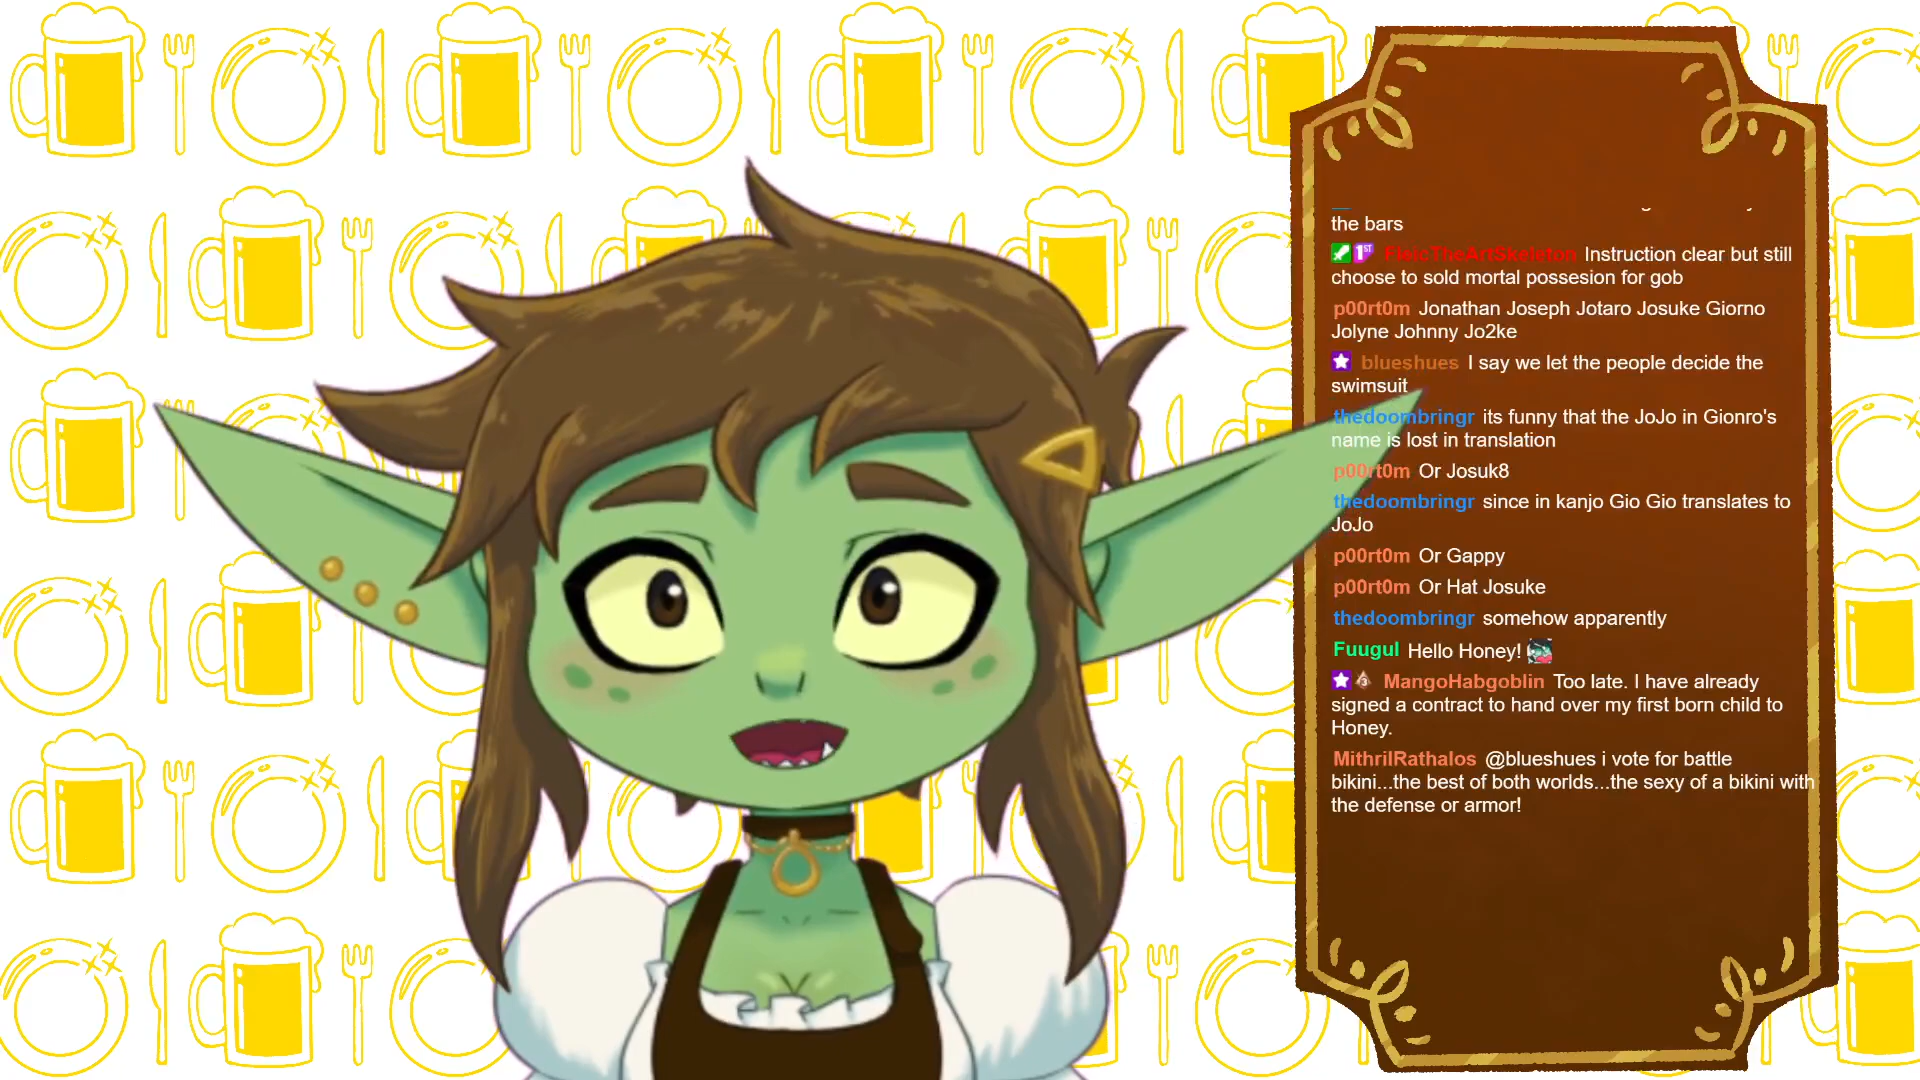 the bars
FlaicTheArtSkeleton Instruction clear but still
choose to sold mortal possesion for gob
p00rt0m Jonathan Joseph Jotaro Josuke Giorno
Jolyne Johnny Jo2ke
blueshues I say we let the people decide the
swimsuit
thedoombringr its funny that the JoJo in Gionro's
name is lost in translation
p00rt0m Or Josuk8
thedoombringr since in kanjo Gio Gio translates to
JoJo
p00rt0m Or Gappy
p00rt0m Or Hat Josuke
thedoombringr somehow apparently
Fuugul Hello Honey!
MangoHabgoblin Too late. I have already
signed a contract to hand over my first born child to
Honey.
MithrilRathalos @blueshues i vote for battle
bikini...the best of both worlds...the sexy of a bikini with
the defense or armor!